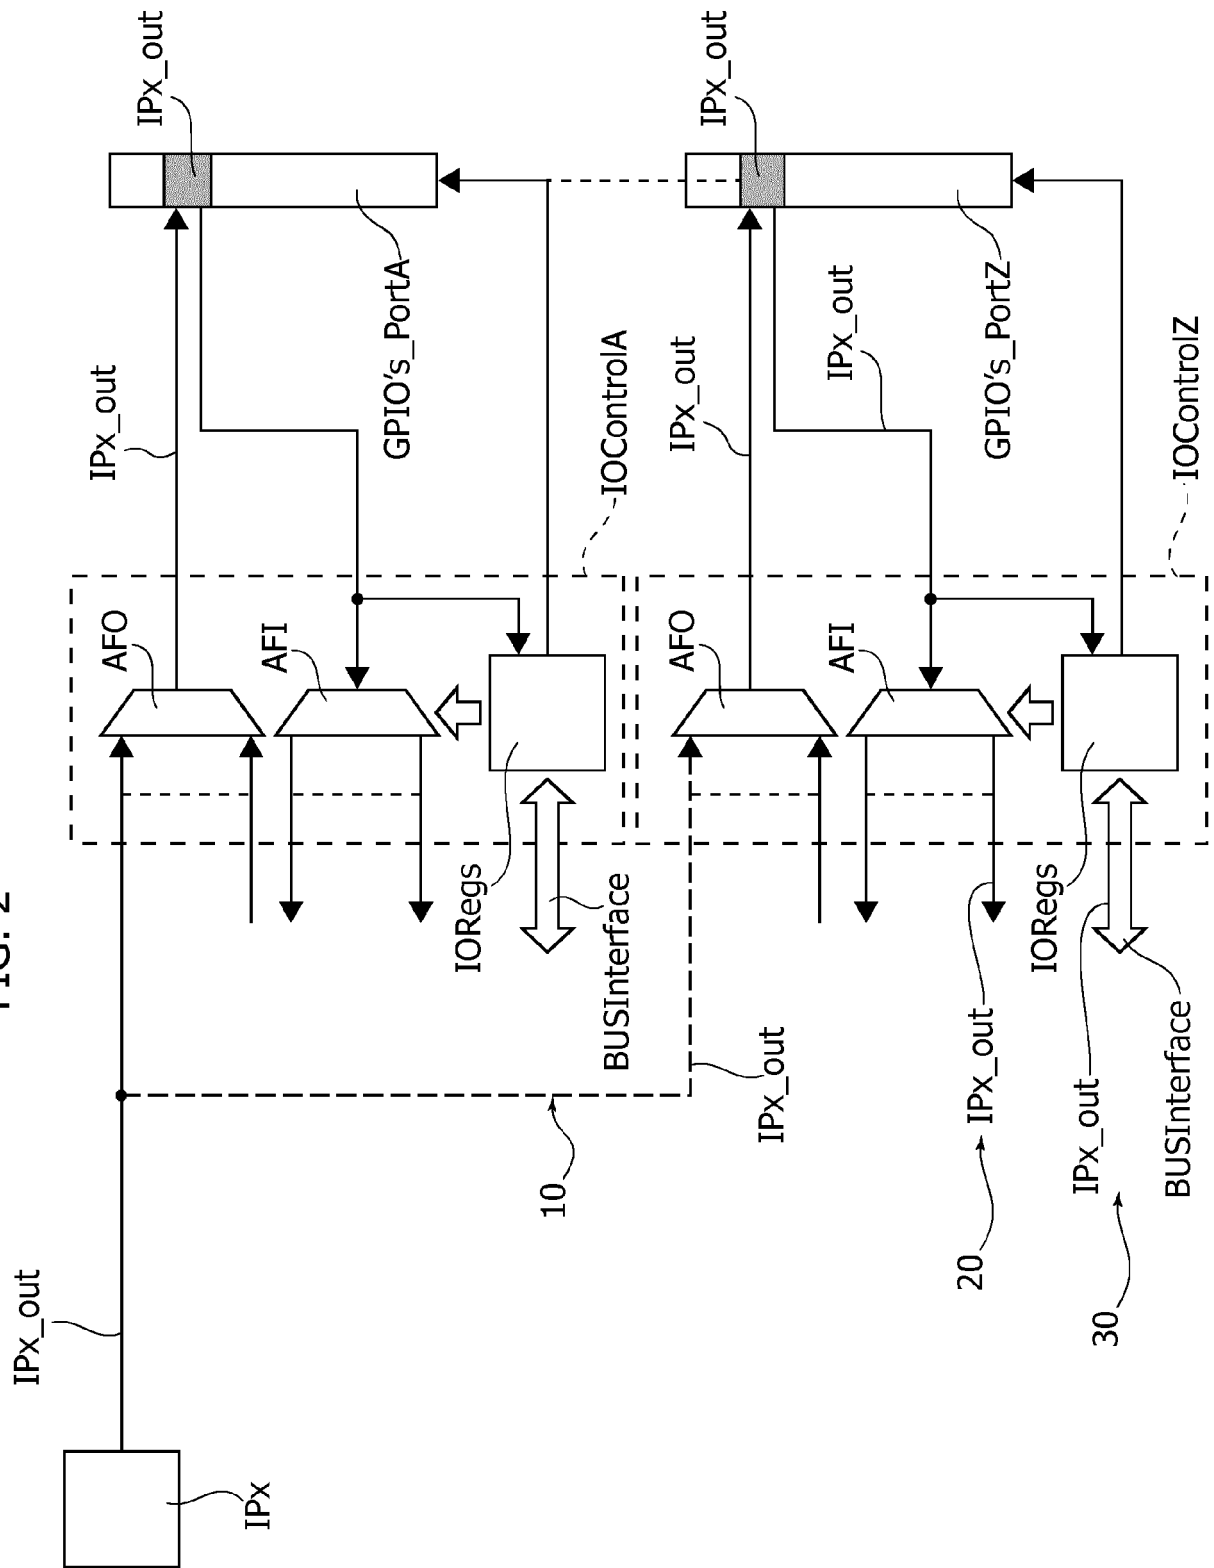 FIG. 2
IPx_out
IPx_out
AFO
IPx_out
IPx
AFI
GPIO's_PortA
IORegs
10
BUSInterface
IOControlA
AFO
IPx_out
IPx_out
IPx_out
AFI
IPx_out
20
IPx_out
GPIO's_PortZ
IORegs
IPx_out
30
BUSInterface
IOControlZ